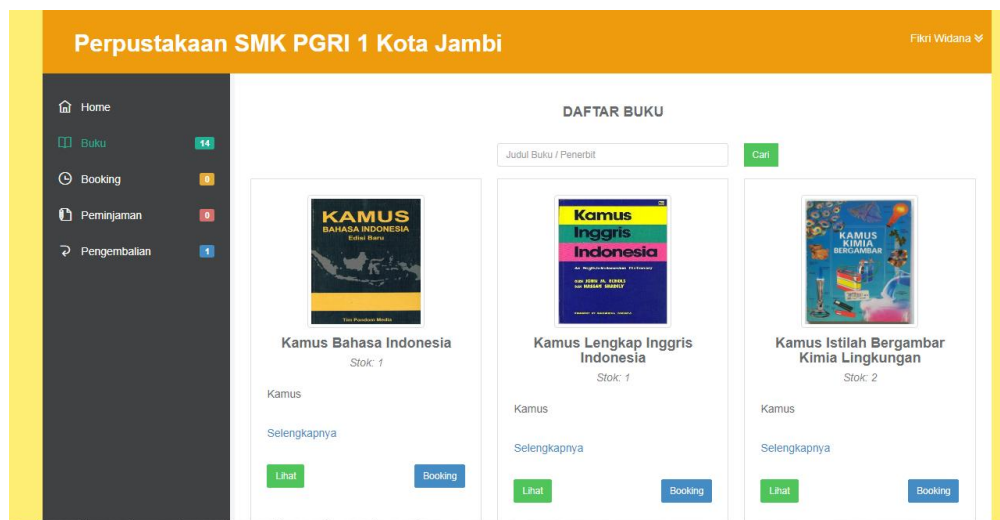 Perpustakaan SMK PGRI 1 Kota Jambi
Fikri Widana
Home
Buku 14
Booking 0
Peminjaman 0
Pengembalian 1
DAFTAR BUKU
Judul Buku / Penerbit
Cari
KAMUS
BAHASA INDONESIA
Edisi Baru
Tim Pandom Media
Kamus Bahasa Indonesia
Stok: 1
Kamus
Selengkapnya
Lihat
Booking
Kamus
Inggris
Indonesia
Kamus Lengkap Inggris
Indonesia
Stok: 1
Kamus
Selengkapnya
Lihat
Booking
KAMUS
KIMIA
BERGAMBAR
Kamus Istilah Bergambar
Kimia Lingkungan
Stok: 2
Kamus
Selengkapnya
Lihat
Booking